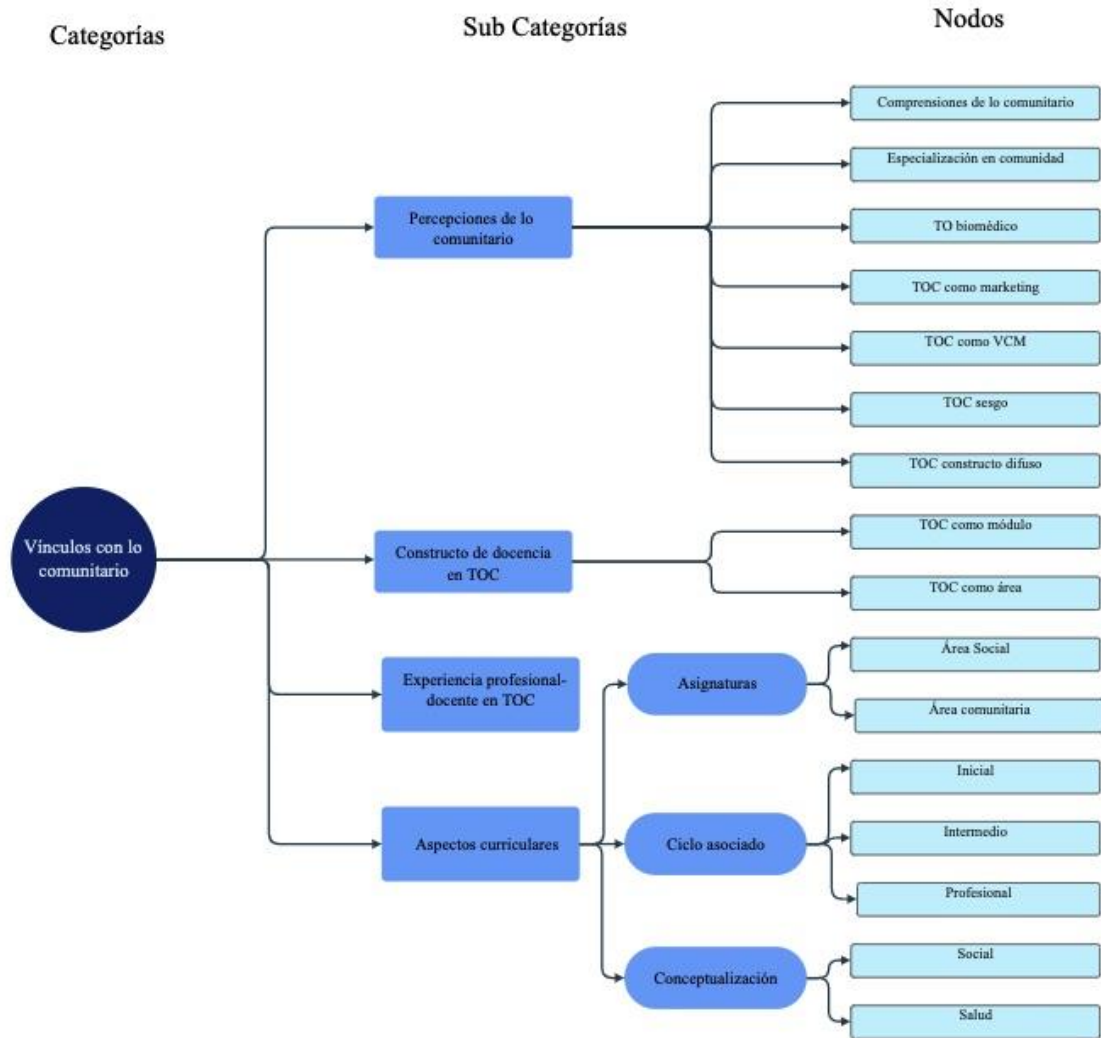 Categorías
Sub Categorías
Nodos
Comprensiones de lo comunitario
Especialización en comunidad
Percepciones de lo
comunitario
TO biomédico
TOC como marketing
TOC como VCM
TOC sesgo
TOC constructo difuso
Vínculos con lo
comunitario
Constructo de docencia
en TOC
TOC como módulo
TOC como área
Experiencia profesional-
docente en TOC
Asignaturas
Área Social
Área comunitaria
Aspectos curriculares
Ciclo asociado
Inicial
Intermedio
Profesional
Conceptualización
Social
Salud